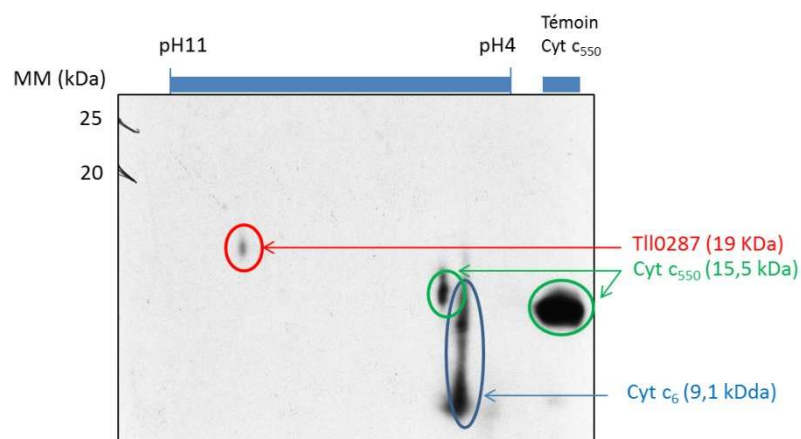 Témoin
pH11 pH4 Cyt c₅₅₀
MM (kDa)
25
20
Tll0287 (19 KDa)
Cyt c₅₅₀ (15,5 kDa)
Cyt c₆ (9,1 kDda)